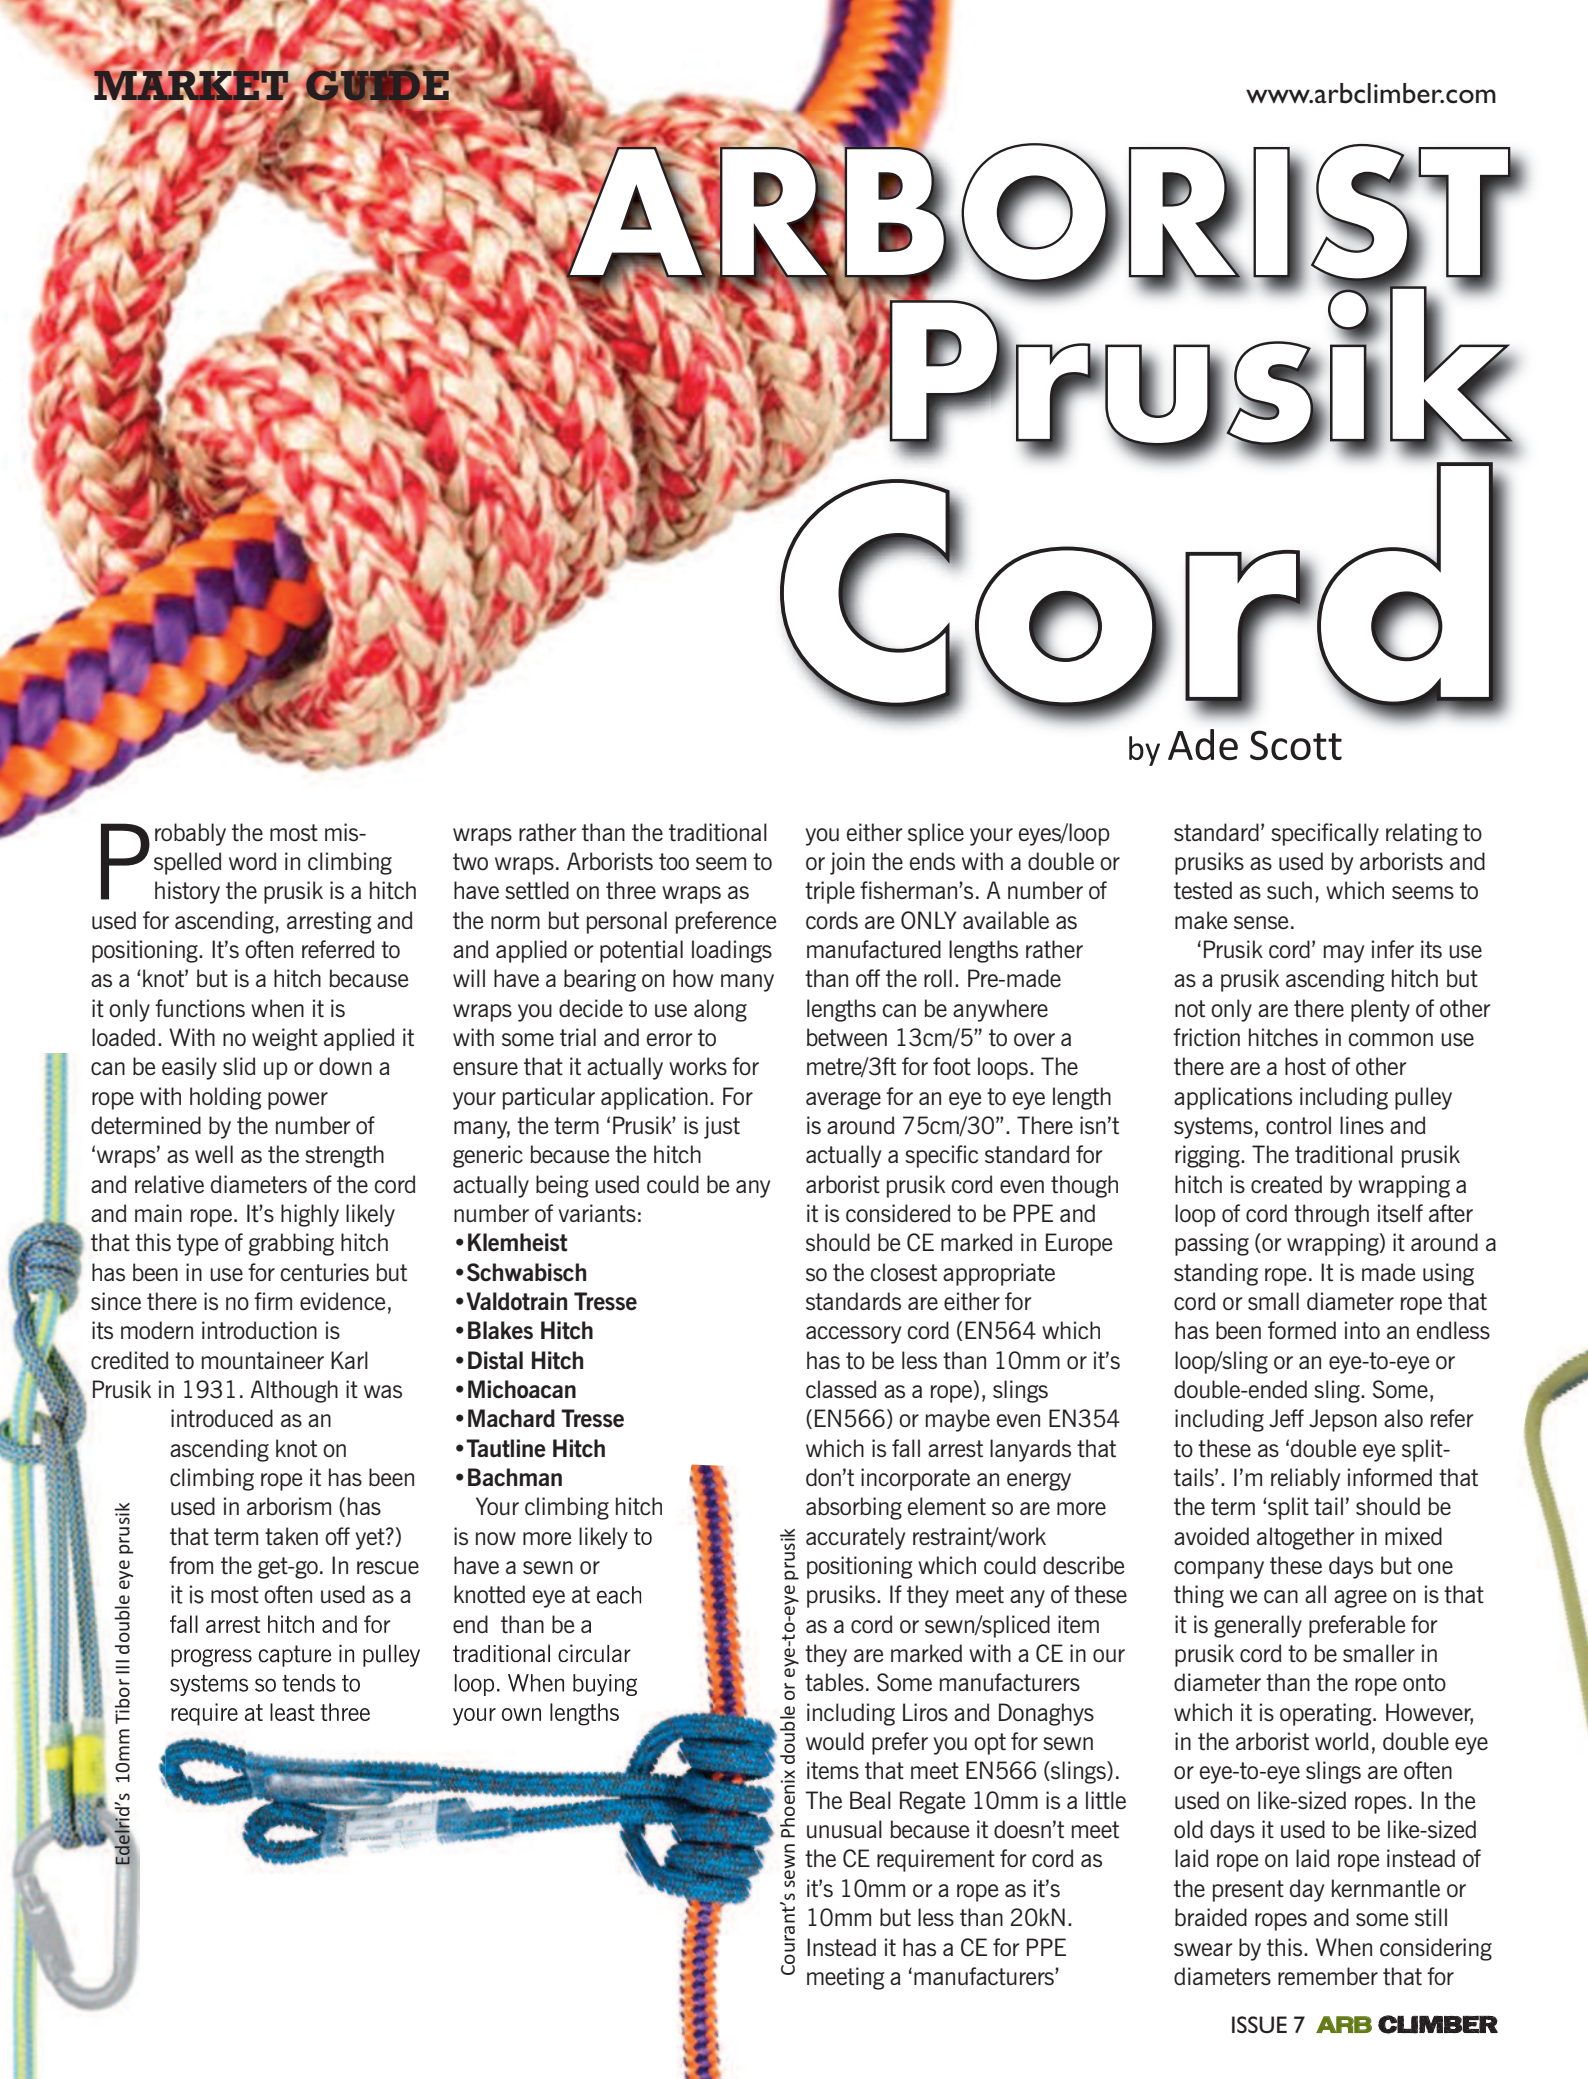 MARKET GUIDE
www.arbclimber.com
ARBORIST
Prusik
Cord
by Ade Scott
Probably the most mis-
spelled word in climbing
history the prusik is a hitch
used for ascending, arresting and
positioning. It's often referred to
as a 'knot' but is a hitch because
it only functions when it is
loaded. With no weight applied it
can be easily slid up or down a
rope with holding power
determined by the number of
'wraps' as well as the strength
and relative diameters of the cord
and main rope. It's highly likely
that this type of grabbing hitch
has been in use for centuries but
since there is no firm evidence,
its modern introduction is
credited to mountaineer Karl
Prusik in 1931. Although it was
introduced as an
ascending knot on
climbing rope it has been
used in arborism (has
that term taken off yet?)
from the get-go. In rescue
it is most often used as a
fall arrest hitch and for
progress capture in pulley
systems so tends to
require at least three
Edelrid's 10mm Tibor III double eye prusik
wraps rather than the traditional
two wraps. Arborists too seem to
have settled on three wraps as
the norm but personal preference
and applied or potential loadings
will have a bearing on how many
wraps you decide to use along
with some trial and error to
ensure that it actually works for
your particular application. For
many, the term 'Prusik' is just
generic because the hitch
actually being used could be any
number of variants:
•Klemheist
•Schwabisch
•Valdotrain Tresse
•Blakes Hitch
•Distal Hitch
•Michoacan
•Machard Tresse
•Tautline Hitch
•Bachman
Your climbing hitch
is now more likely to
have a sewn or
knotted eye at each
end than be a
traditional circular
loop. When buying
your own lengths
Courant's sewn Phoenix double or eye-to-eye prusik
you either splice your eyes/loop
or join the ends with a double or
triple fisherman's. A number of
cords are ONLY available as
manufactured lengths rather
than off the roll. Pre-made
lengths can be anywhere
between 13cm/5" to over a
metre/3ft for foot loops. The
average for an eye to eye length
is around 75cm/30". There isn't
actually a specific standard for
arborist prusik cord even though
it is considered to be PPE and
should be CE marked in Europe
so the closest appropriate
standards are either for
accessory cord (EN564 which
has to be less than 10mm or it's
classed as a rope), slings
(EN566) or maybe even EN354
which is fall arrest lanyards that
don't incorporate an energy
absorbing element so are more
accurately restraint/work
positioning which could describe
prusiks. If they meet any of these
as a cord or sewn/spliced item
they are marked with a CE in our
tables. Some manufacturers
including Liros and Donaghys
would prefer you opt for sewn
items that meet EN566 (slings).
The Beal Regate 10mm is a little
unusual because it doesn't meet
the CE requirement for cord as
it's 10mm or a rope as it's
10mm but less than 20kN.
Instead it has a CE for PPE
meeting a 'manufacturers'
standard' specifically relating to
prusiks as used by arborists and
tested as such, which seems to
make sense.
'Prusik cord' may infer its use
as a prusik ascending hitch but
not only are there plenty of other
friction hitches in common use
there are a host of other
applications including pulley
systems, control lines and
rigging. The traditional prusik
hitch is created by wrapping a
loop of cord through itself after
passing (or wrapping) it around a
standing rope. It is made using
cord or small diameter rope that
has been formed into an endless
loop/sling or an eye-to-eye or
double-ended sling. Some,
including Jeff Jepson also refer
to these as 'double eye split-
tails'. I'm reliably informed that
the term 'split tail' should be
avoided altogether in mixed
company these days but one
thing we can all agree on is that
it is generally preferable for
prusik cord to be smaller in
diameter than the rope onto
which it is operating. However,
in the arborist world, double eye
or eye-to-eye slings are often
used on like-sized ropes. In the
old days it used to be like-sized
laid rope on laid rope instead of
the present day kernmantle or
braided ropes and some still
swear by this. When considering
diameters remember that for
ISSUE 7 ARB CLIMBER